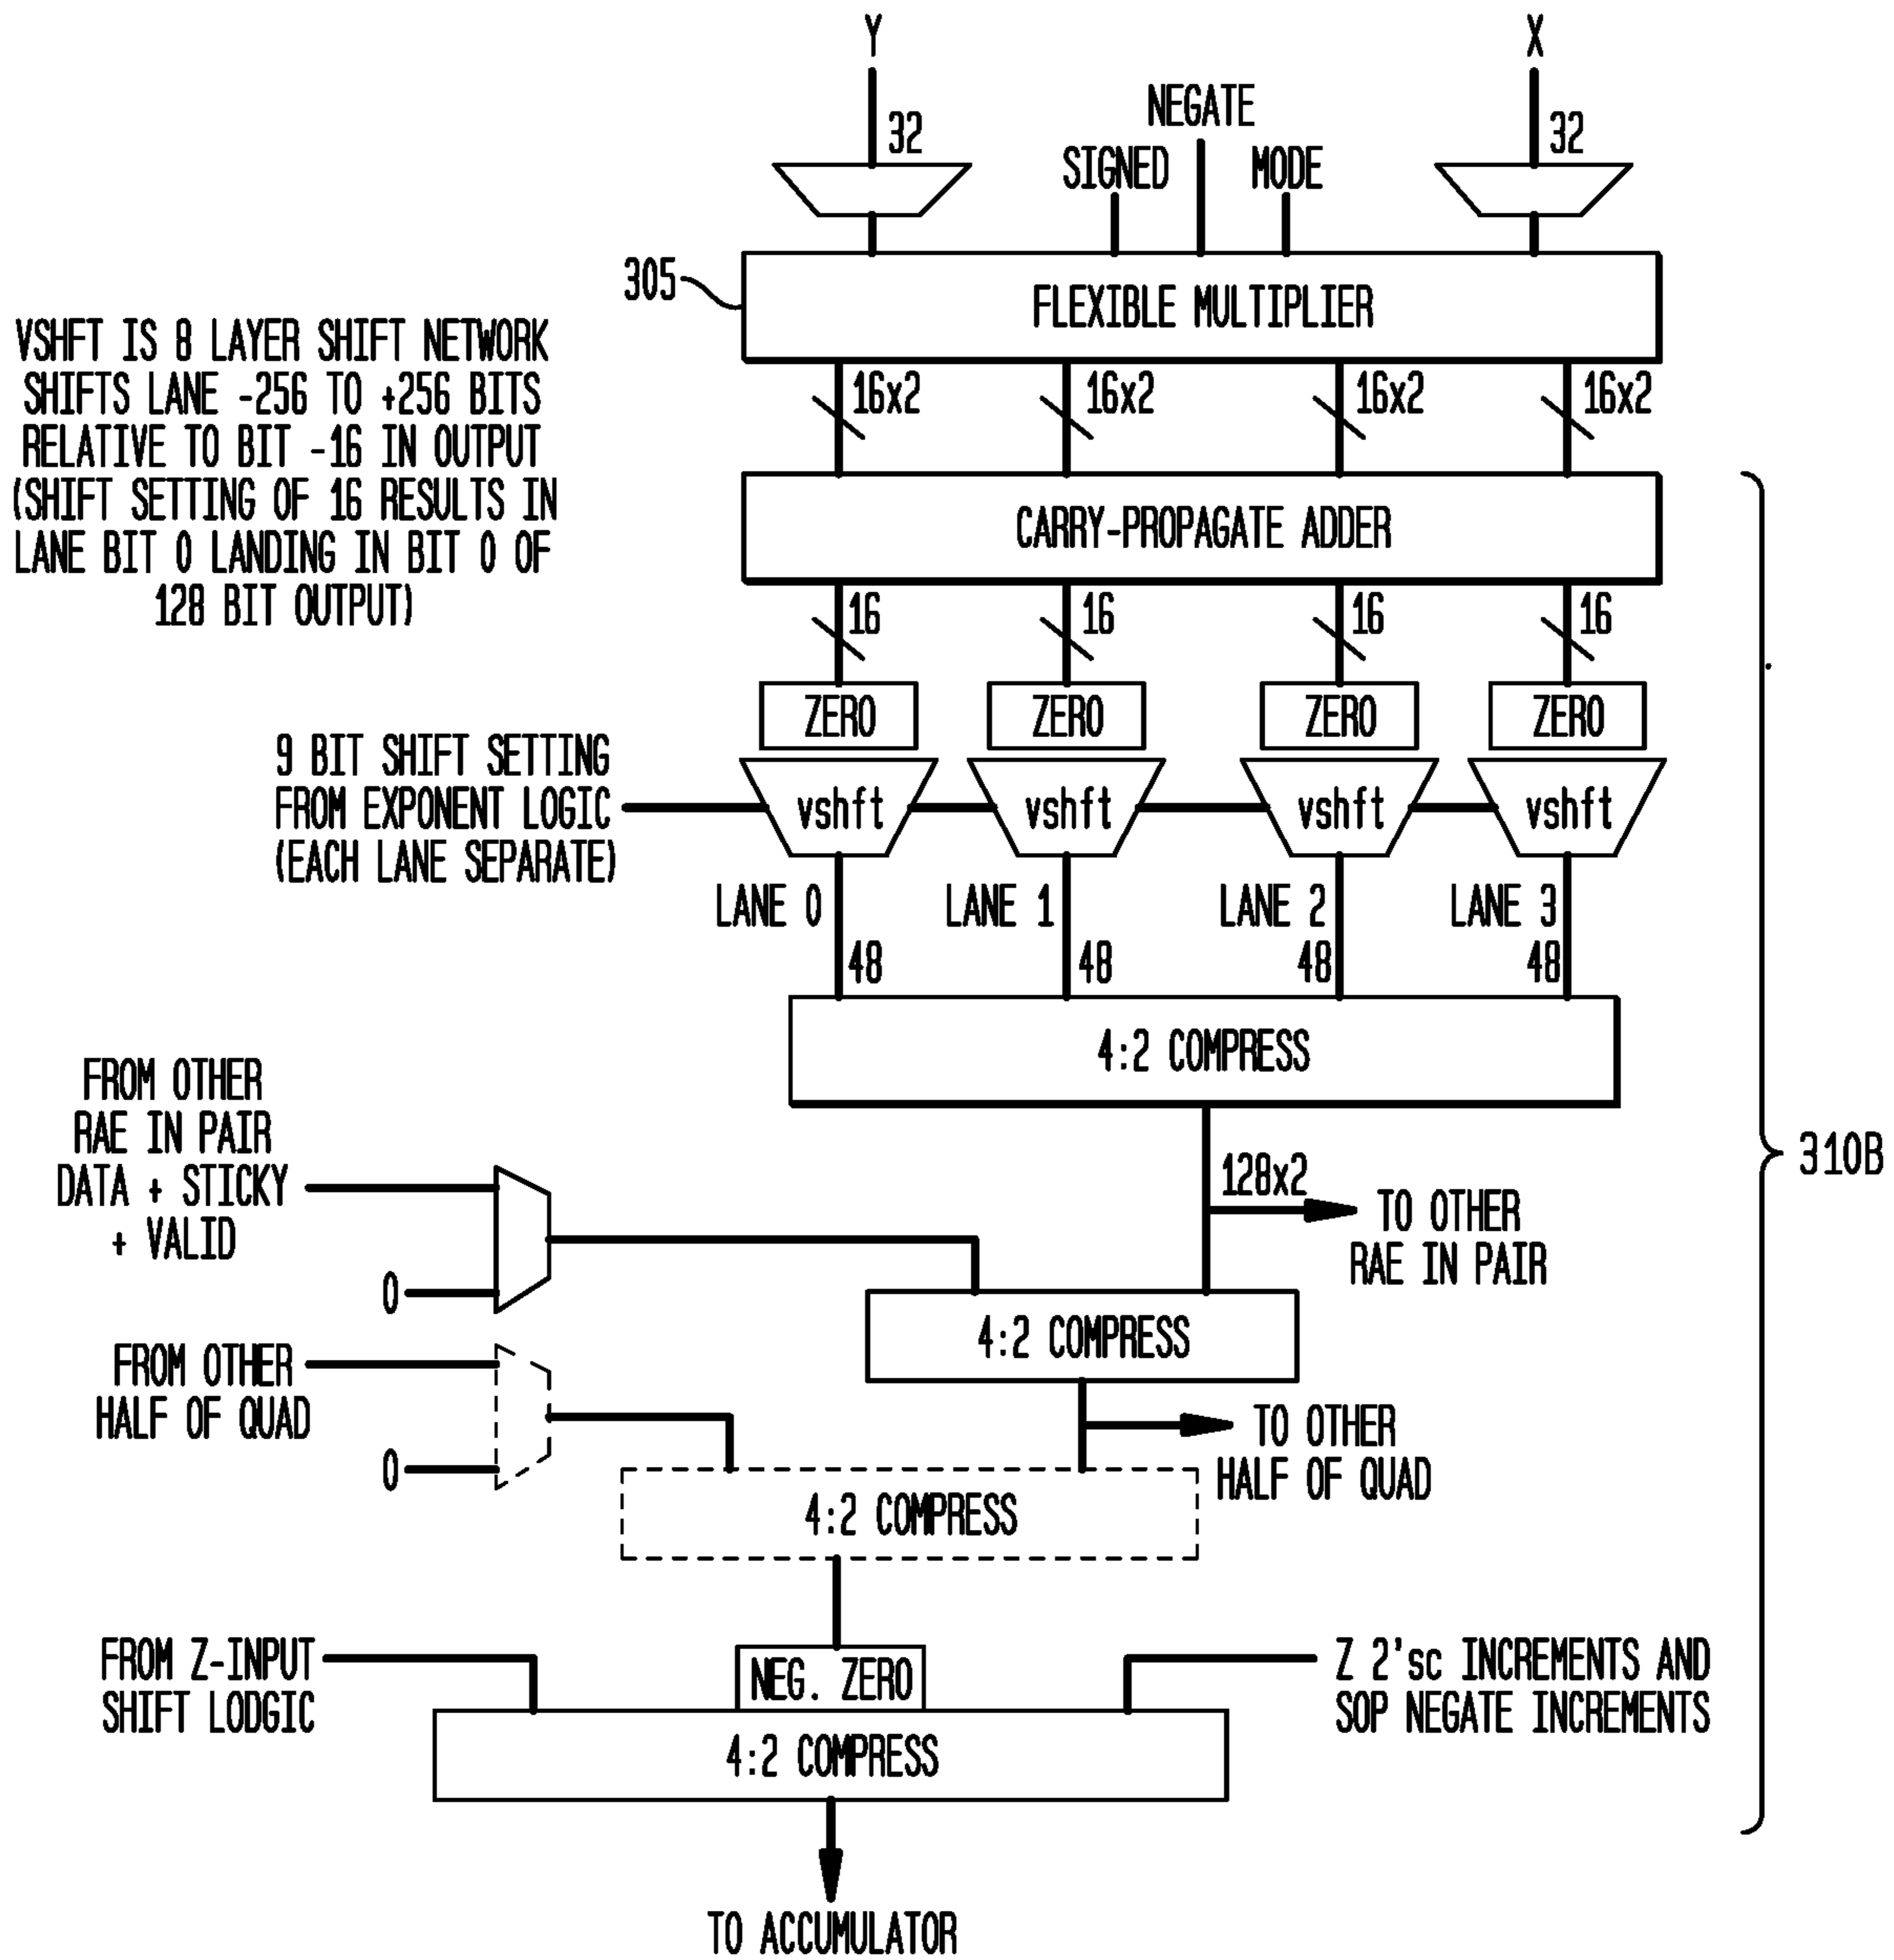 Y
X
32
32
NEGATE
SIGNED
MODE
305
FLEXIBLE MULTIPLIER
VSHFT IS 8 LAYER SHIFT NETWORK
SHIFTS LANE -256 TO +256 BITS
RELATIVE TO BIT -16 IN OUTPUT
(SHIFT SETTING OF 16 RESULTS IN
LANE BIT 0 LANDING IN BIT 0 OF
128 BIT OUTPUT)
16x2
16x2
16x2
16x2
CARRY-PROPAGATE ADDER
16
16
16
16
ZERO
ZERO
ZERO
ZERO
9 BIT SHIFT SETTING
FROM EXPONENT LOGIC
(EACH LANE SEPARATE)
vshft
vshft
vshft
vshft
LANE 0
LANE 1
LANE 2
LANE 3
48
48
48
48
4:2 COMPRESS
FROM OTHER
RAE IN PAIR
DATA + STICKY
+ VALID
0
128x2
TO OTHER
RAE IN PAIR
310B
4:2 COMPRESS
FROM OTHER
HALF OF QUAD
0
TO OTHER
HALF OF QUAD
4:2 COMPRESS
FROM Z-INPUT
SHIFT LODGIC
NEG. ZERO
Z 2'sc INCREMENTS AND
SOP NEGATE INCREMENTS
4:2 COMPRESS
TO ACCUMULATOR